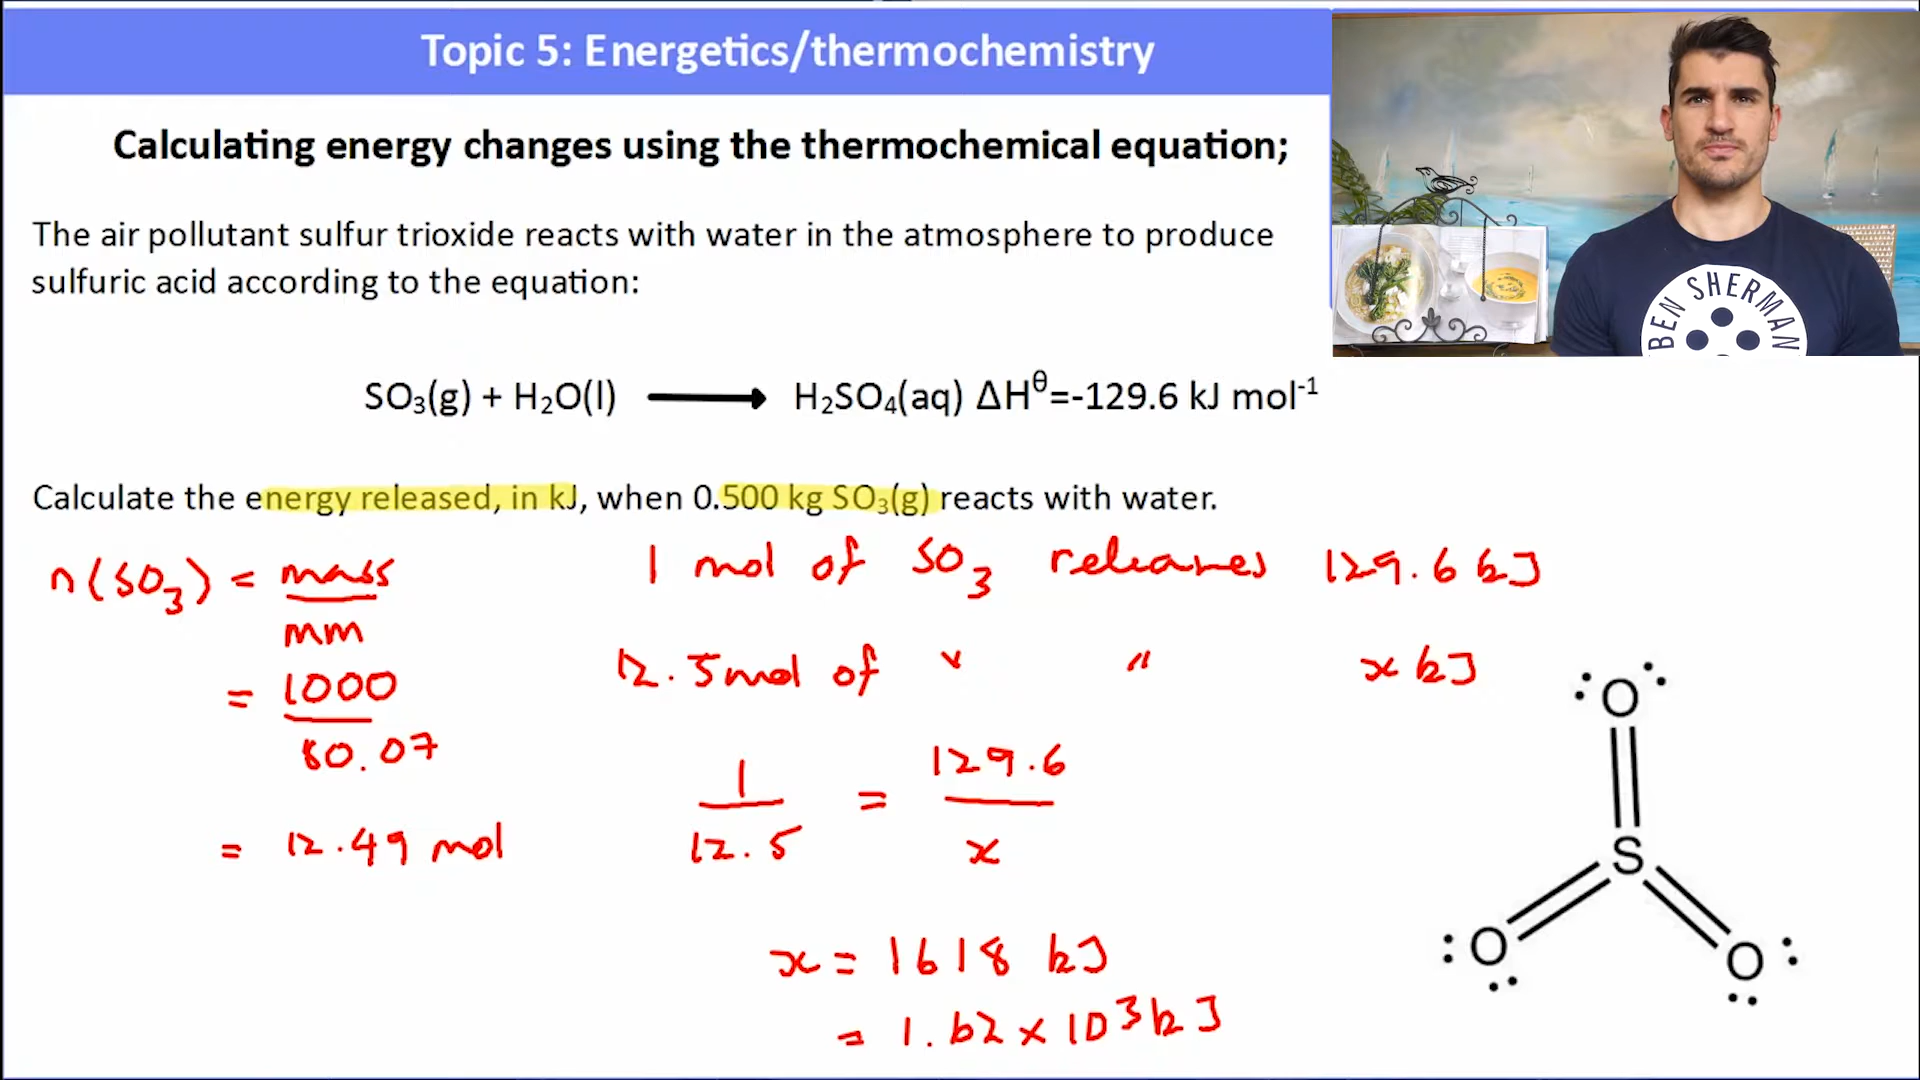 Topic 5: Energetics/thermochemistry
BEN SHERMAN
Calculating energy changes using the thermochemical equation;
The air pollutant sulfur trioxide reacts with water in the atmosphere to produce
sulfuric acid according to the equation:
SO₃(g) + H₂O(l) ⟶ H₂SO₄(aq) ΔHᶿ=-129.6 kJ mol⁻¹
Calculate the energy released, in kJ, when 0.500 kg SO₃(g) reacts with water.
n(SO₃) = mass
mm
= 1000
80.07
= 12.49 mol
1 mol of SO₃ releases 129.6 kJ
12.5 mol of " " x kJ
1 = 129.6
12.5 x
x = 1618 kJ
= 1.62 x 10³ kJ
O
S
O O